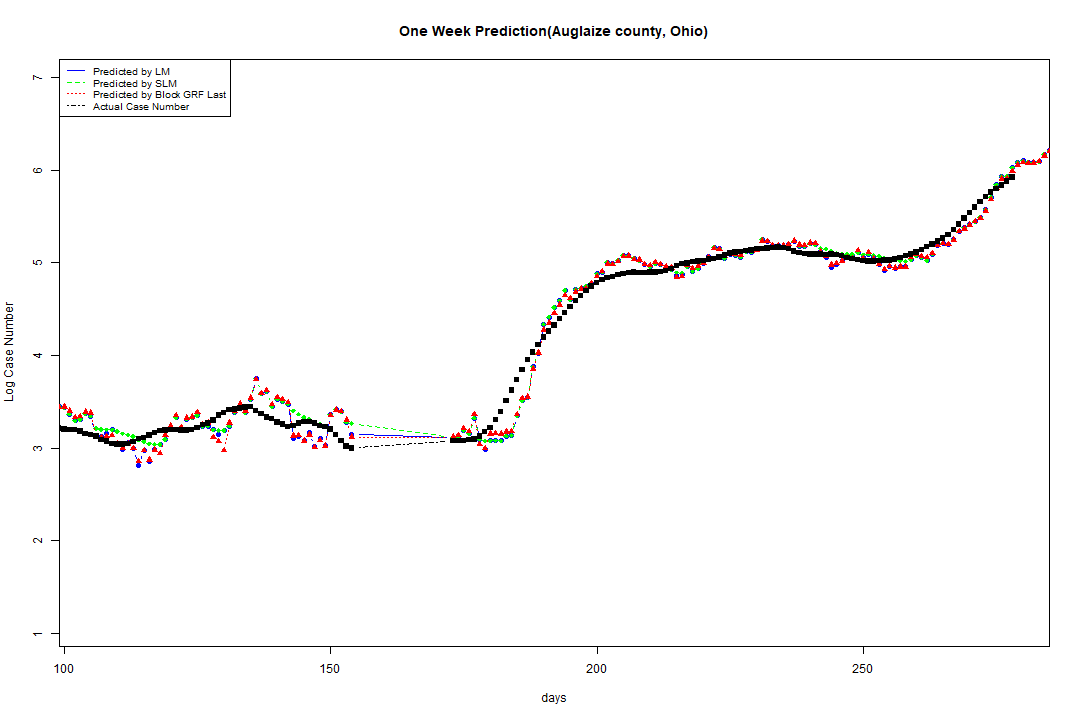 One Week Prediction(Auglaize county, Ohio)
Predicted by LM
Predicted by SLM
Predicted by Block GRF Last
Actual Case Number
7
6
5
4
3
2
1
Log Case Number
100 150 200 250
days